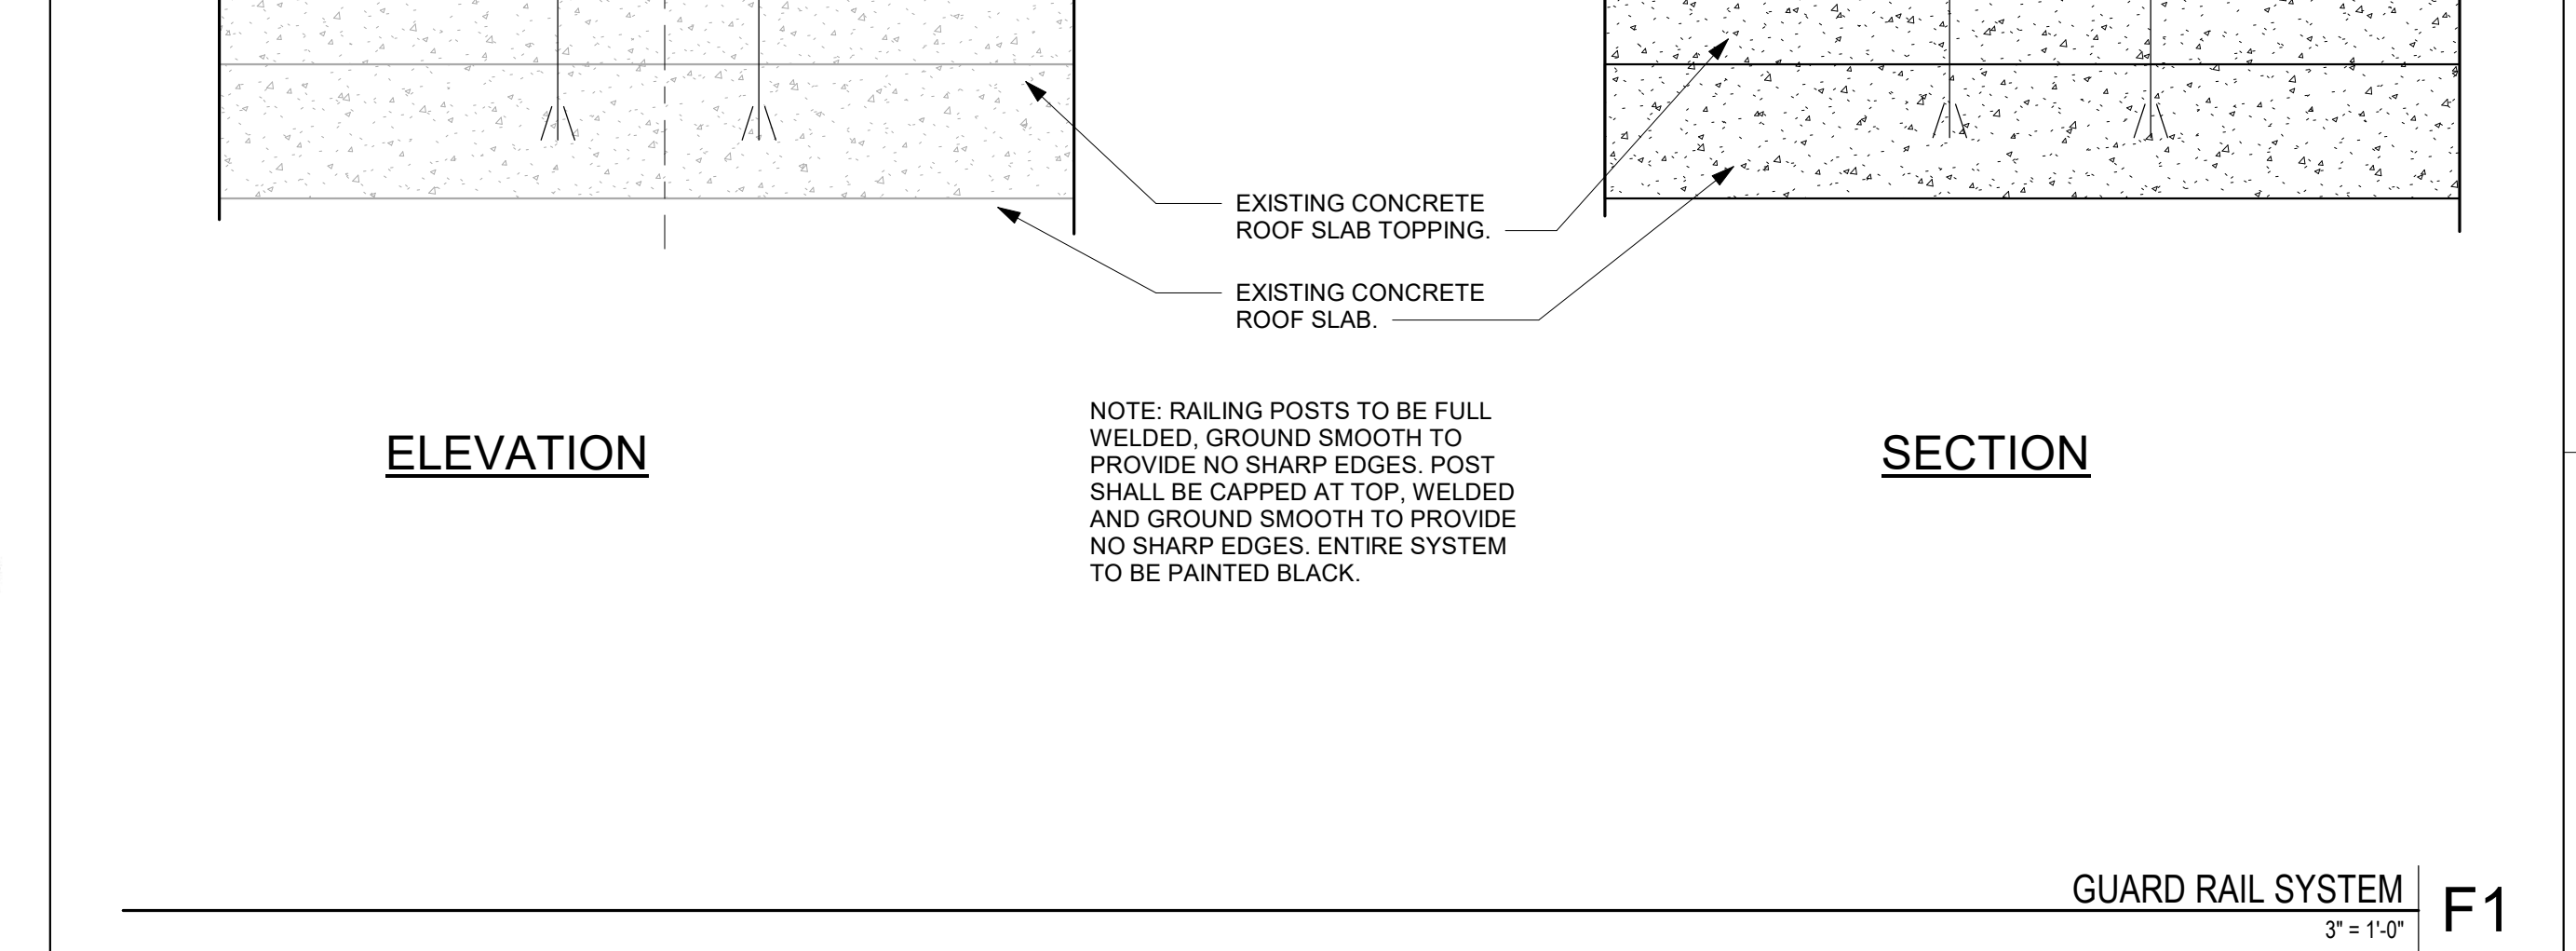 EXISTING CONCRETE
ROOF SLAB TOPPING.
EXISTING CONCRETE
ROOF SLAB.
NOTE: RAILING POSTS TO BE FULL
WELDED, GROUND SMOOTH TO
PROVIDE NO SHARP EDGES. POST
SHALL BE CAPPED AT TOP, WELDED
AND GROUND SMOOTH TO PROVIDE
NO SHARP EDGES. ENTIRE SYSTEM
TO BE PAINTED BLACK.
ELEVATION
SECTION
GUARD RAIL SYSTEM
3" = 1'-0"
F1